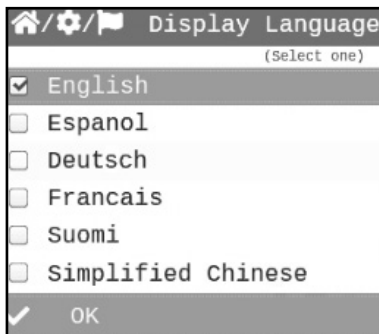 / / Display Language
(Select one)
English
Espanol
Deutsch
Francais
Suomi
Simplified Chinese
OK